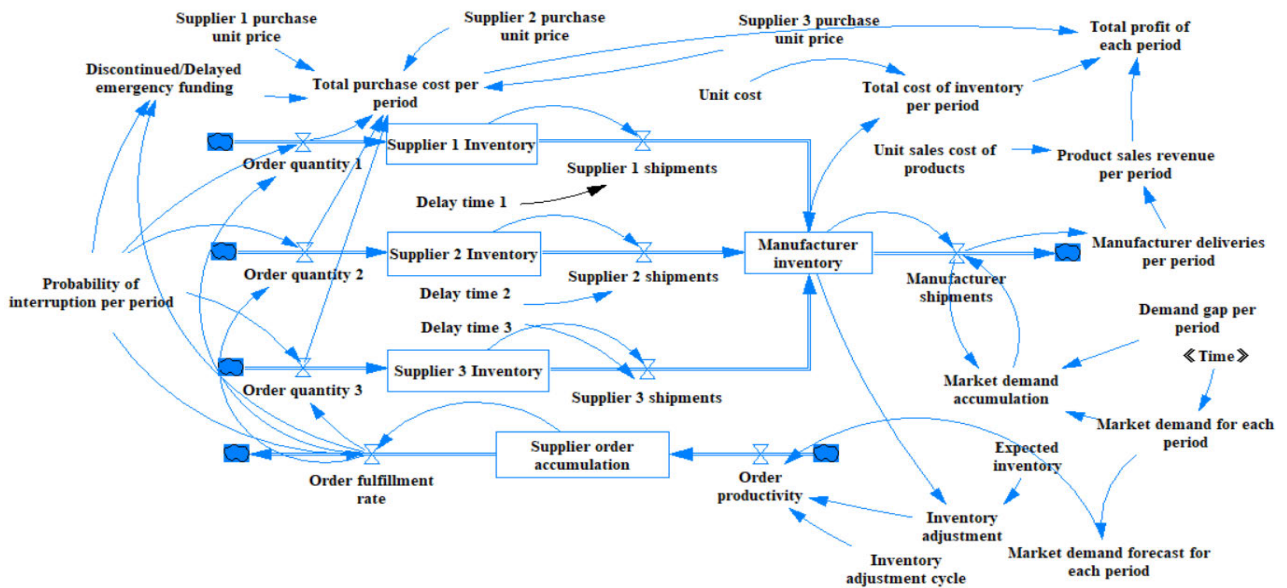 Supplier 1 purchase
unit price
Supplier 2 purchase
unit price
Supplier 3 purchase
unit price
Total profit of
each period
Discontinued/Delayed
emergency funding
Total purchase cost per
period
Unit cost
Total cost of inventory
per period
Supplier 1 Inventory
Order quantity 1
Supplier 1 shipments
Unit sales cost of
products
Product sales revenue
per period
Delay time 1
Supplier 2 Inventory
Order quantity 2
Supplier 2 shipments
Manufacturer
inventory
Manufacturer
shipments
Manufacturer deliveries
per period
Probability of
interruption per period
Delay time 2
Delay time 3
Demand gap per
period
《Time》
Supplier 3 Inventory
Order quantity 3
Supplier 3 shipments
Market demand
accumulation
Market demand for each
period
Supplier order
accumulation
Order fulfillment
rate
Order
productivity
Expected
inventory
Inventory
adjustment
Inventory
adjustment cycle
Market demand forecast for
each period